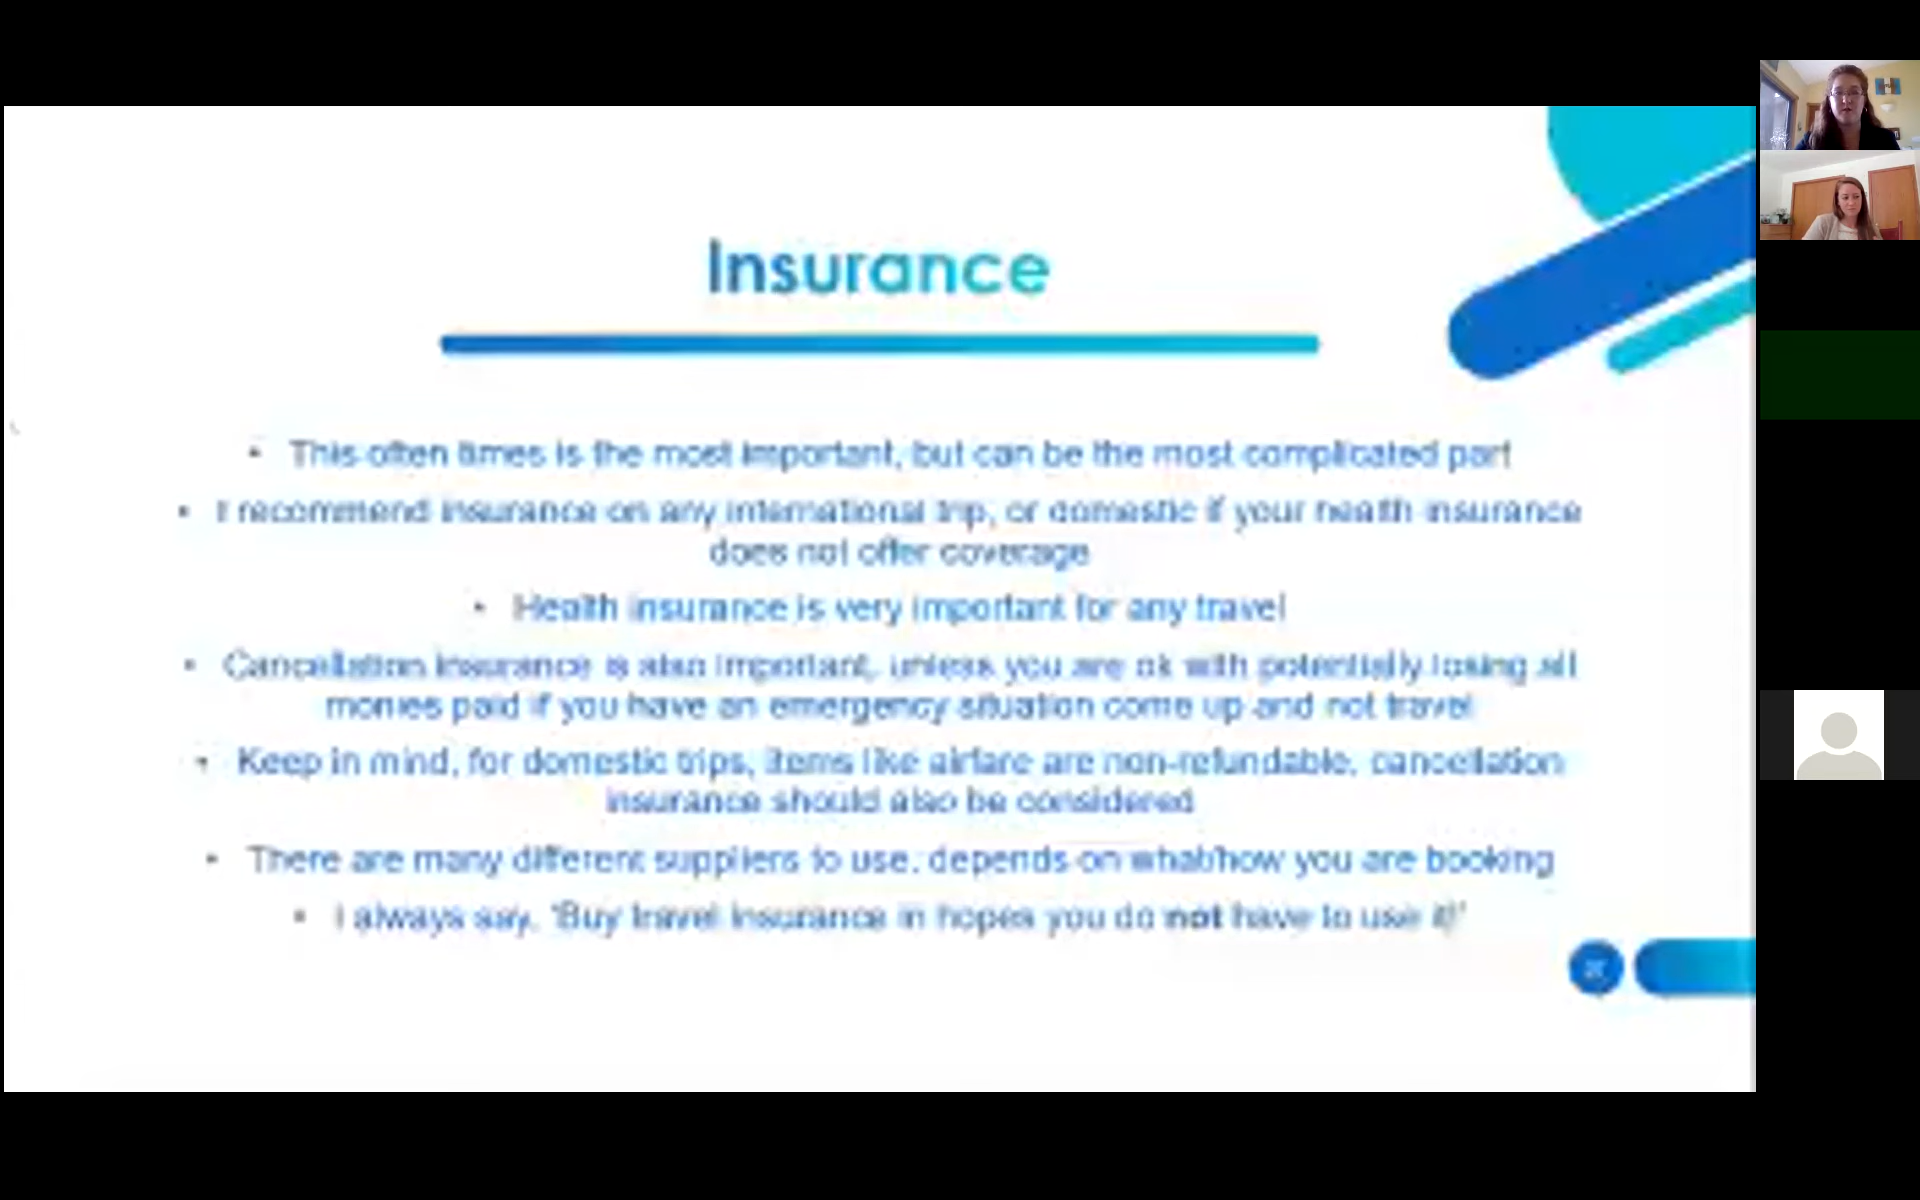 Insurance
• This often times is the most important, but can be the most complicated part
• I recommend insurance on any international trip, or domestic if your health insurance
does not offer coverage
• Health insurance is very important for any travel
• Cancellation insurance is also important, unless you are ok with potentially losing all
monies paid if you have an emergency situation come up and not travel
• Keep in mind, for domestic trips, items like airfare are non-refundable, cancellation
insurance should also be considered
• There are many different suppliers to use, depends on what/how you are booking
• I always say, 'Buy travel insurance in hopes you do not have to use it!'